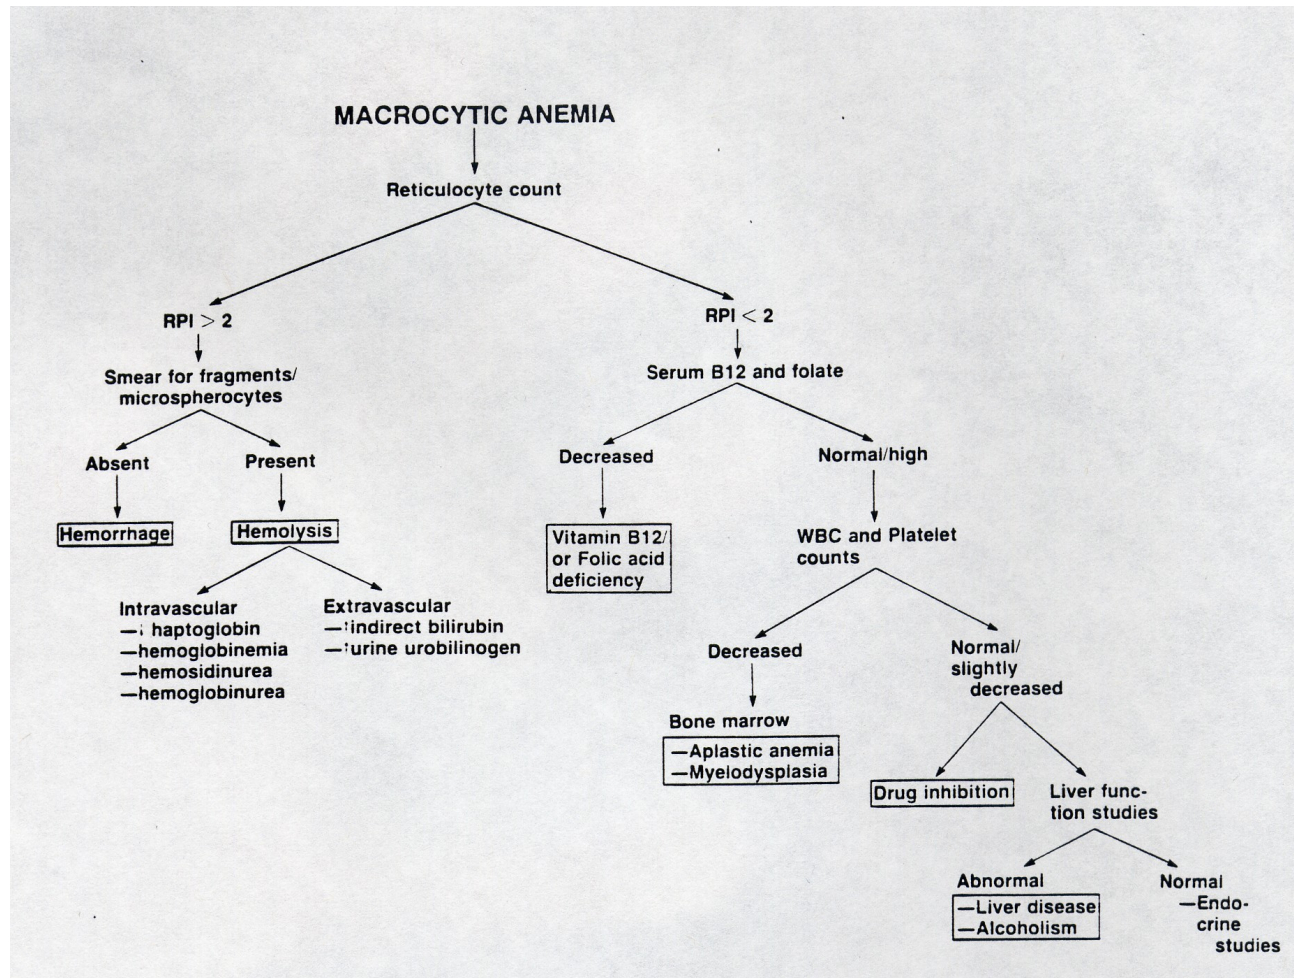 MACROCYTIC ANEMIA
Reticulocyte count
RPI > 2
RPI < 2
Smear for fragments/
microspherocytes
Serum B12 and folate
Absent
Present
Decreased
Normal/high
Hemorrhage
Hemolysis
Vitamin B12/
or Folic acid
deficiency
WBC and Platelet
counts
Intravascular
— haptoglobin
—hemoglobinemia
—hemosidinurea
—hemoglobinurea
Extravascular
— indirect bilirubin
— urine urobilinogen
Decreased
Normal/
slightly
decreased
Bone marrow
—Aplastic anemia
—Myelodysplasia
Drug inhibition
Liver func-
tion studies
Abnormal
—Liver disease
—Alcoholism
Normal
—Endo-
crine
studies